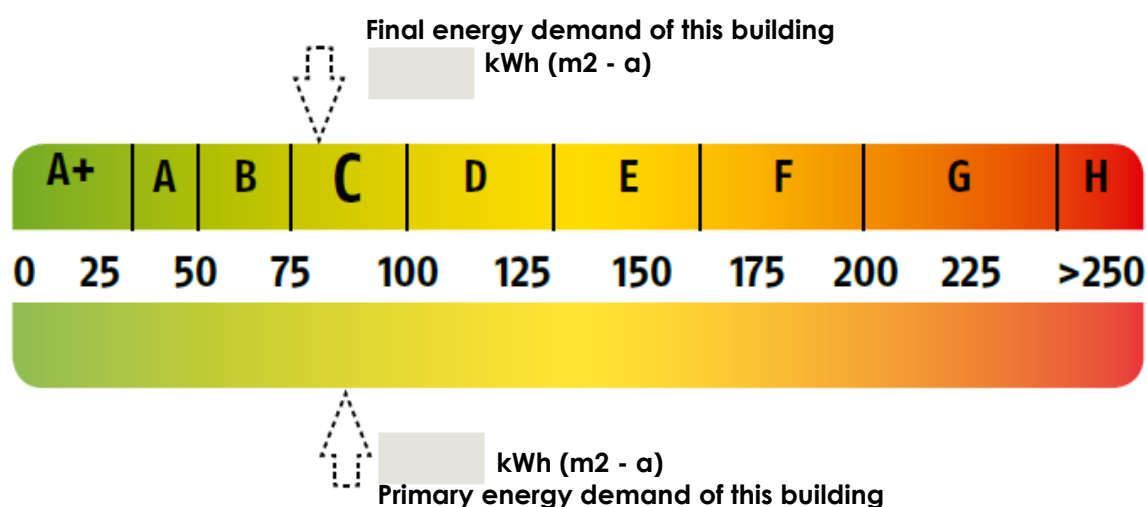 Final energy demand of this building
kWh (m2 - a)
A+ A B C D E F G H
0 25 50 75 100 125 150 175 200 225 >250
kWh (m2 - a)
Primary energy demand of this building